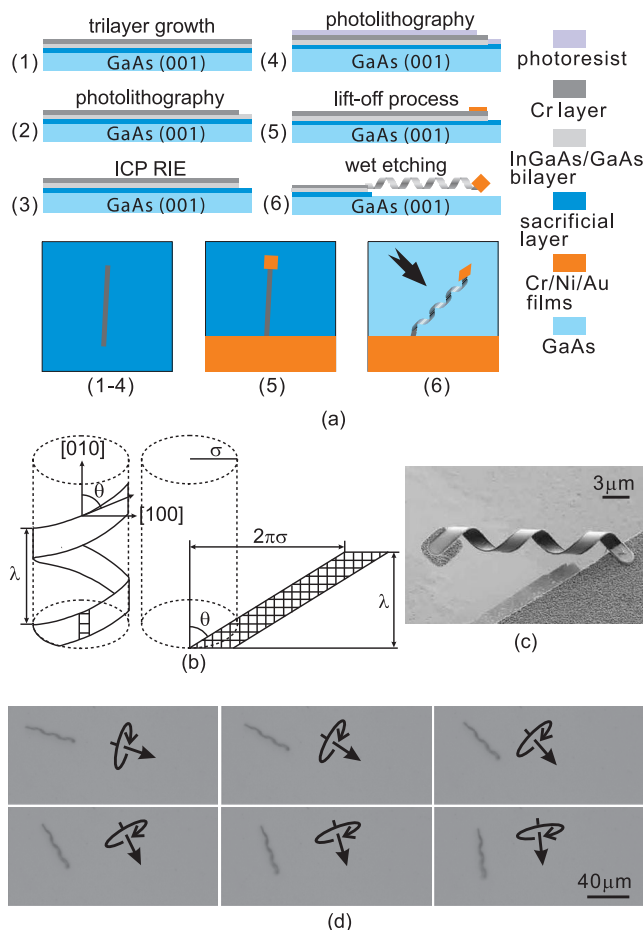 trilayer growth
(1)
GaAs (001)
photolithography
(2)
GaAs (001)
ICP RIE
(3)
GaAs (001)
photolithography
(4)
GaAs (001)
lift-off process
(5)
GaAs (001)
wet etching
(6)
GaAs (001)
photoresist
Cr layer
InGaAs/GaAs
bilayer
sacrificial
layer
Cr/Ni/Au
films
GaAs
(1-4)
(5)
(6)
(a)
[010]
θ
[100]
λ
σ
2πσ
θ
λ
(b)
3μm
(c)
40μm
(d)